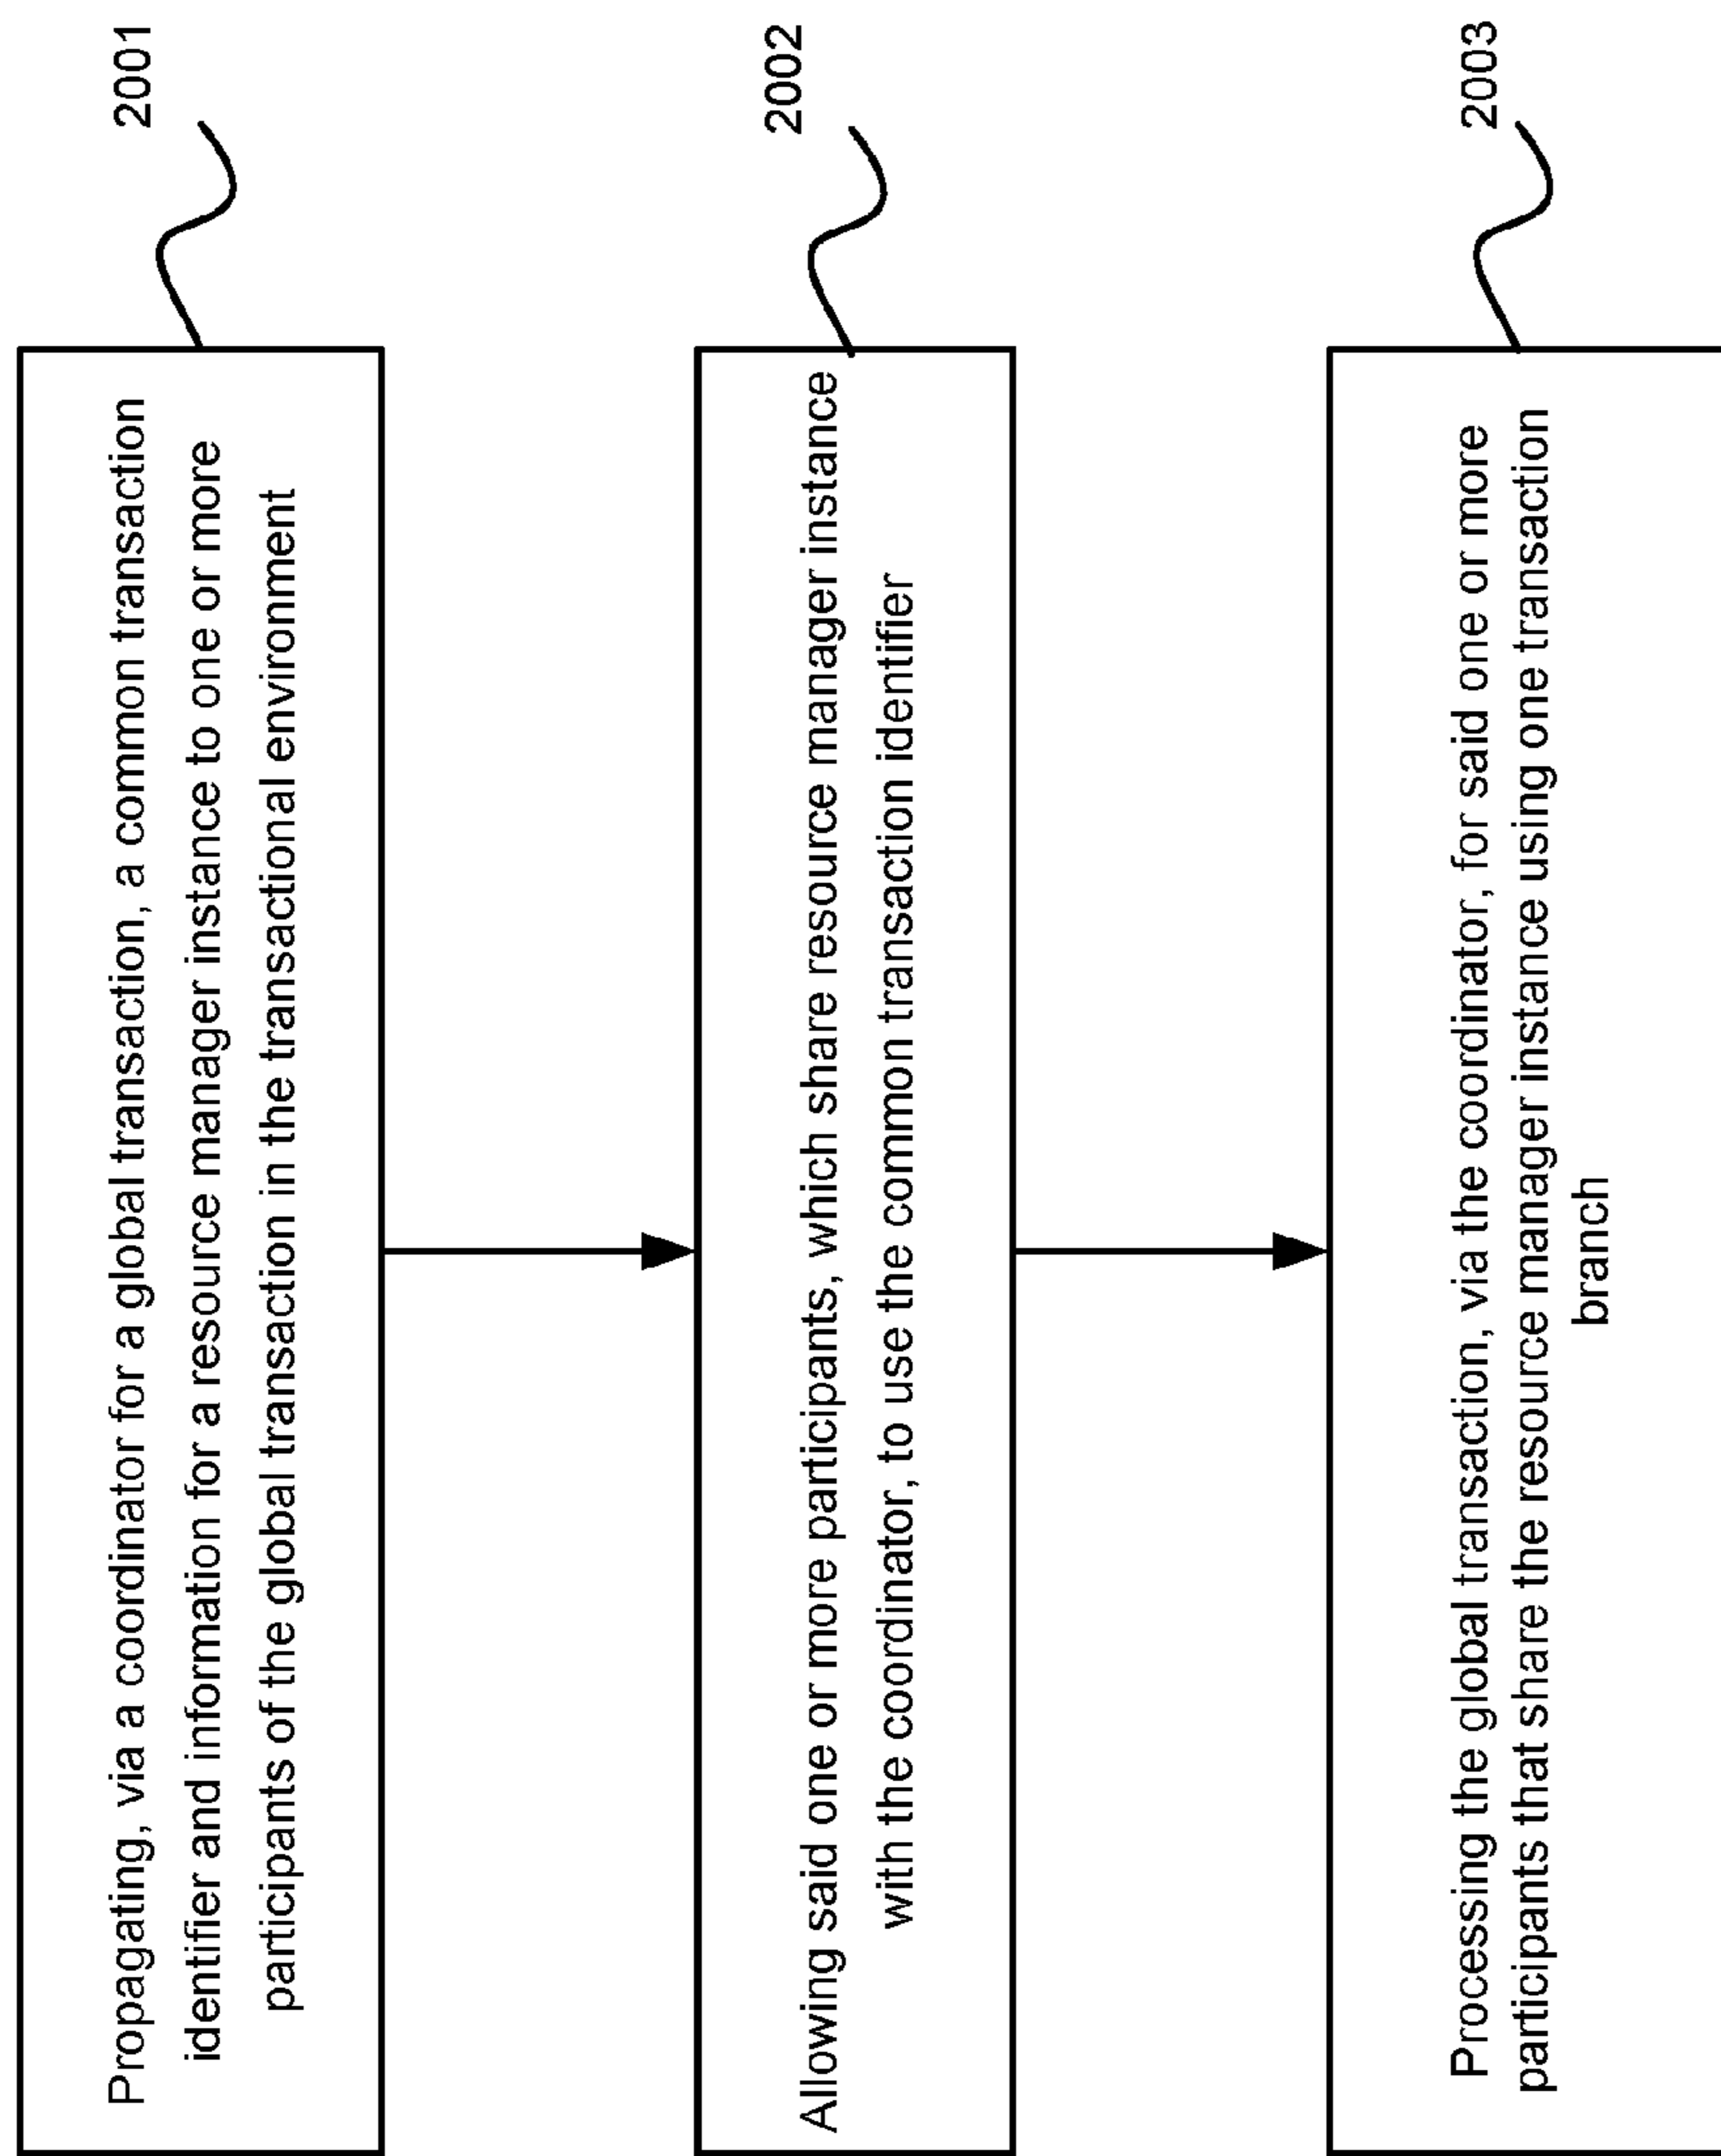 2001
Propagating, via a coordinator for a global transaction, a common transaction
identifier and information for a resource manager instance to one or more
participants of the global transaction in the transactional environment
2002
Allowing said one or more participants, which share resource manager instance
with the coordinator, to use the common transaction identifier
2003
Processing the global transaction, via the coordinator, for said one or more
participants that share the resource manager instance using one transaction
branch